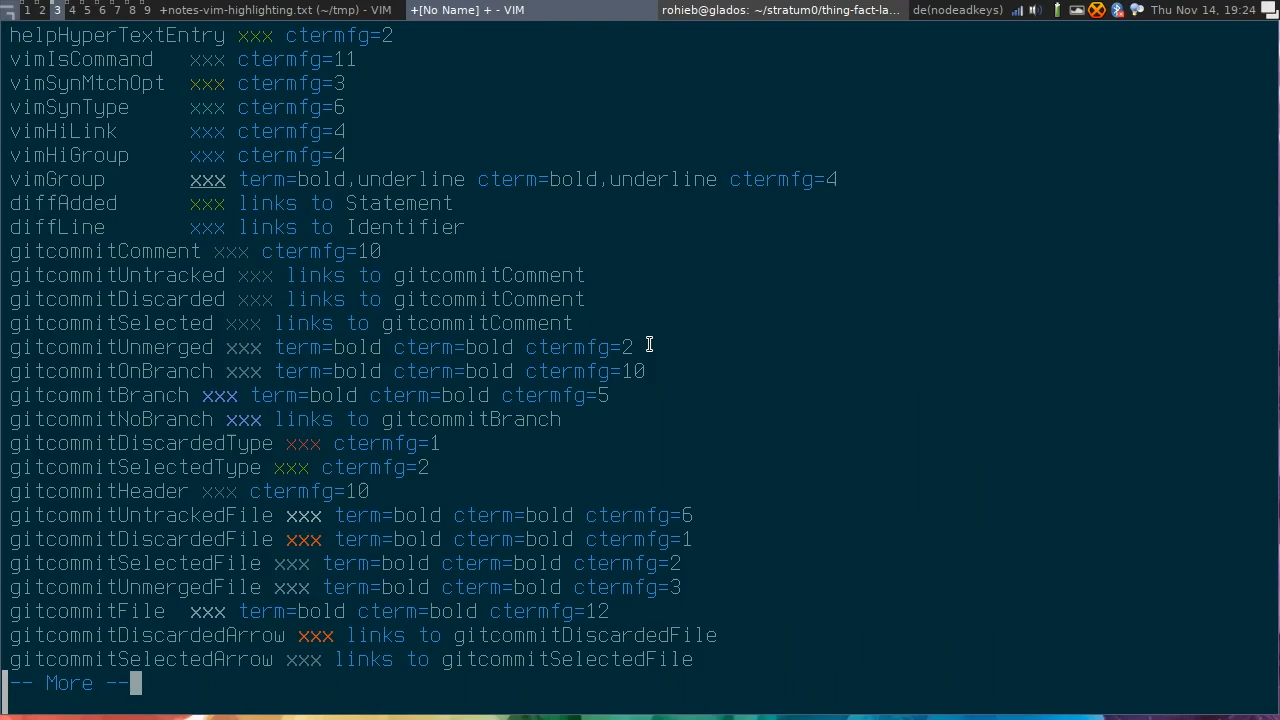 1 2 3 4 5 6 7 8 9 +notes-vim-highlighting.txt (~/tmp) - VIM +[No Name] + - VIM rohieb@glados: ~/stratum0/thing-fact-la... de(nodeadkeys) Thu Nov 14, 19:24
helpHyperTextEntry xxx ctermfg=2
vimIsCommand xxx ctermfg=11
vimSynMtchOpt xxx ctermfg=3
vimSynType xxx ctermfg=6
vimHiLink xxx ctermfg=4
vimHiGroup xxx ctermfg=4
vimGroup xxx term=bold,underline cterm=bold,underline ctermfg=4
diffAdded xxx links to Statement
diffLine xxx links to Identifier
gitcommitComment xxx ctermfg=10
gitcommitUntracked xxx links to gitcommitComment
gitcommitDiscarded xxx links to gitcommitComment
gitcommitSelected xxx links to gitcommitComment
gitcommitUnmerged xxx term=bold cterm=bold ctermfg=2
gitcommitOnBranch xxx term=bold cterm=bold ctermfg=10
gitcommitBranch xxx term=bold cterm=bold ctermfg=5
gitcommitNoBranch xxx links to gitcommitBranch
gitcommitDiscardedType xxx ctermfg=1
gitcommitSelectedType xxx ctermfg=2
gitcommitHeader xxx ctermfg=10
gitcommitUntrackedFile xxx term=bold cterm=bold ctermfg=6
gitcommitDiscardedFile xxx term=bold cterm=bold ctermfg=1
gitcommitSelectedFile xxx term=bold cterm=bold ctermfg=2
gitcommitUnmergedFile xxx term=bold cterm=bold ctermfg=3
gitcommitFile xxx term=bold cterm=bold ctermfg=12
gitcommitDiscardedArrow xxx links to gitcommitDiscardedFile
gitcommitSelectedArrow xxx links to gitcommitSelectedFile
-- More --